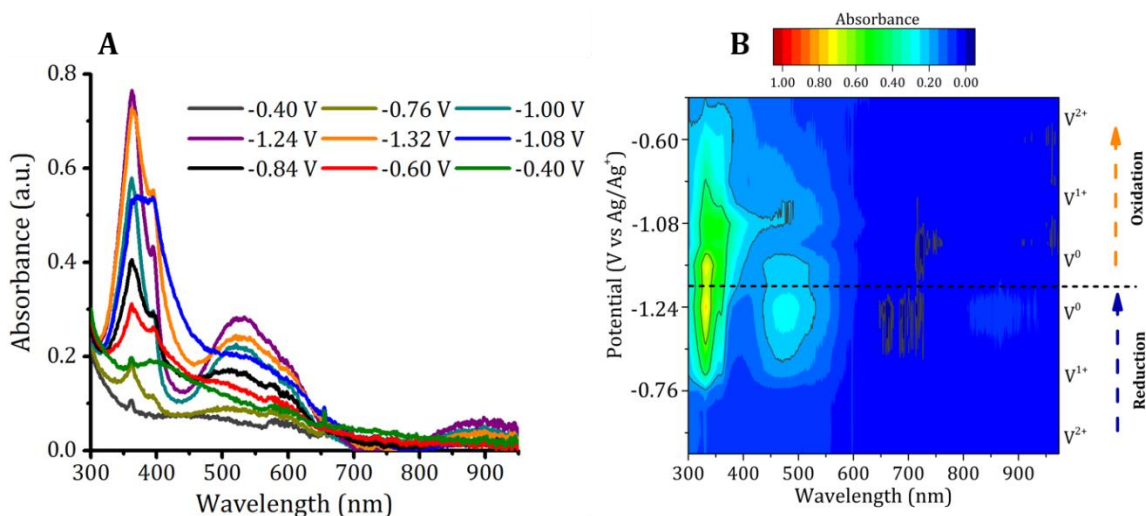 A
0.8
0.6
0.4
0.2
0.0
Absorbance (a.u.)
-0.40 V -0.76 V -1.00 V
-1.24 V -1.32 V -1.08 V
-0.84 V -0.60 V -0.40 V
300 400 500 600 700 800 900
Wavelength (nm)
B
Absorbance
1.00 0.80 0.60 0.40 0.20 0.00
Potential (V vs Ag/Ag⁺)
-0.60
-1.08
-1.24
-0.76
V²⁺
V¹⁺
V⁰
V⁰
V¹⁺
V²⁺
Oxidation
Reduction
300 400 500 600 700 800 900
Wavelength (nm)